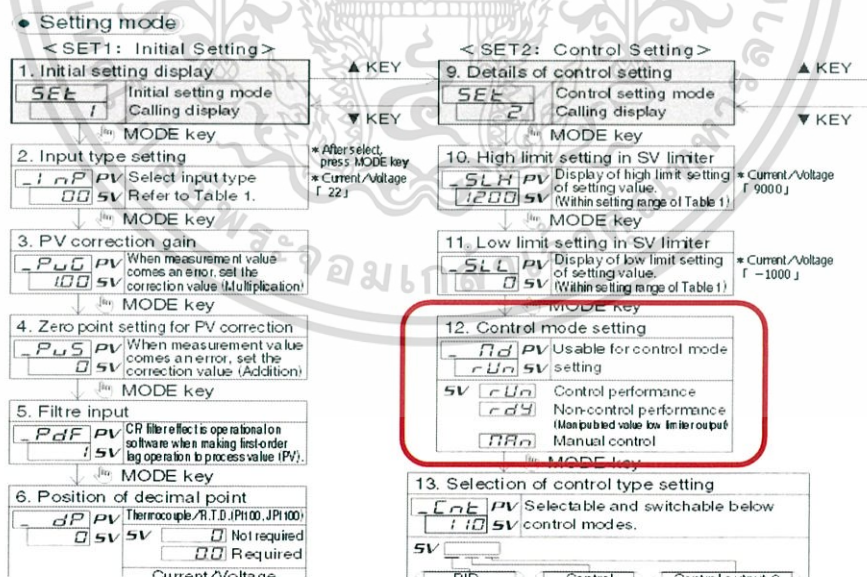 ● Setting mode
<SET1: Initial Setting>
1. Initial setting display
SEt Initial setting mode
1 Calling display
▲ KEY
▼ KEY
MODE key
* After select, press MODE key
* Current/Voltage
「 22」
2. Input type setting
_InP PV Select input type
00 SV Refer to Table 1.
MODE key
3. PV correction gain
_PuG PV When measurement value
comes an error, set the
1.00 SV correction value (Multiplication)
MODE key
4. Zero point setting for PV correction
_PuS PV When measurement value
comes an error, set the
0 SV correction value (Addition)
MODE key
5. Filtre input
_PdF PV CR filter effect is operational on
software when making first-order
1 SV lag operation to process value (PV).
MODE key
6. Position of decimal point
_dP PV Thermocouple/R.T.D.(Pt100, JPt100)
0 SV SV 0 Not required
0.0 Required
Current/Voltage
<SET2: Control Setting>
9. Details of control setting
SEt Control setting mode
2 Calling display
▲ KEY
▼ KEY
MODE key
10. High limit setting in SV limiter
_SLH PV Display of high limit setting
of setting value.
1200 SV (Within setting range of Table 1)
* Current/Voltage
「 9000」
MODE key
11. Low limit setting in SV limiter
_SLL PV Display of low limit setting
of setting value.
0 SV (Within setting range of Table 1)
* Current/Voltage
「 -1000」
MODE key
12. Control mode setting
_ Md PV Usable for control mode
rUn SV setting
SV rUn Control performance
rdY Non-control performance
(Manipulated value low limiter output)
MAn Manual control
MODE key
13. Selection of control type setting
_Cnt PV Selectable and switchable below
110 SV control modes.
SV
PID Control Control output 2